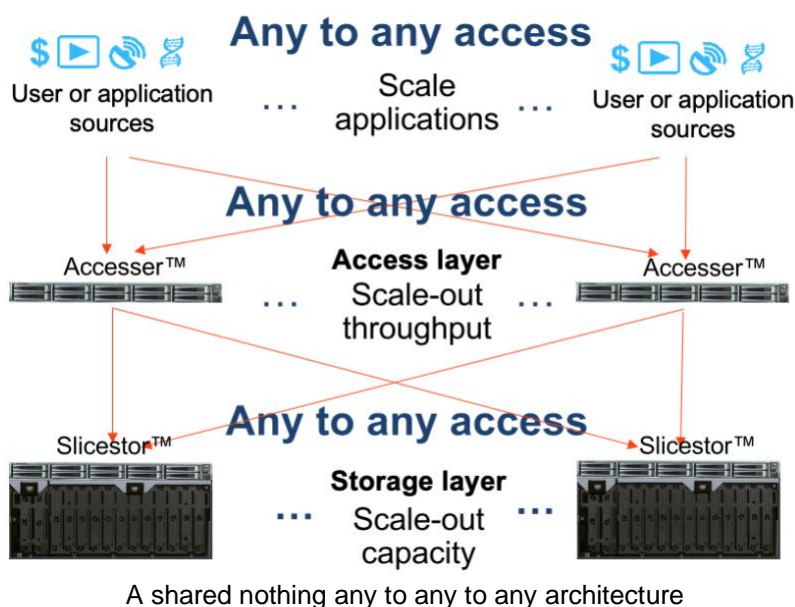 Any to any access
$
$
User or application
sources
... Scale
applications ...
User or application
sources
Any to any access
Accesser™
Access layer
Accesser™
... Scale-out
throughput ...
Any to any access
Slicestor™
Slicestor™
Storage layer
... Scale-out
capacity ...
A shared nothing any to any to any architecture